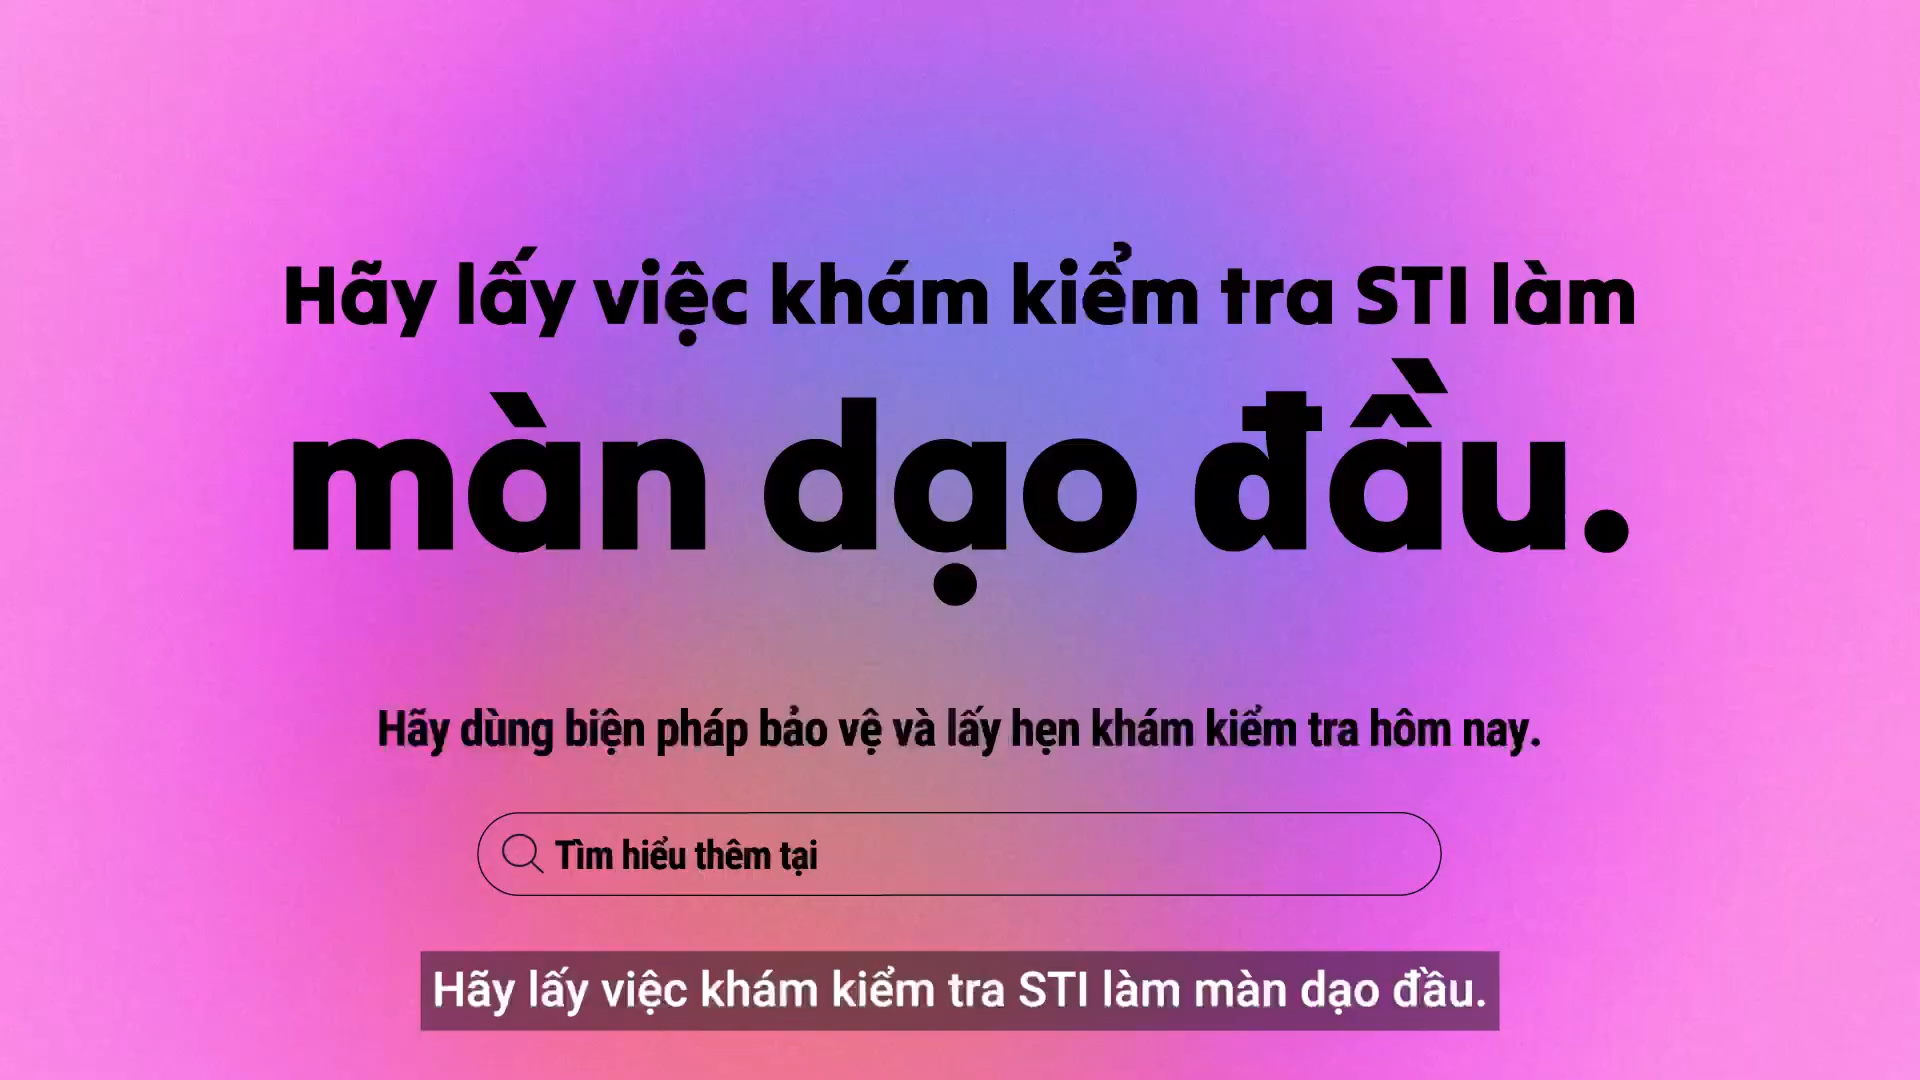 Hãy lấy việc khám kiểm tra STI làm
màn dạo đầu.
Hãy dùng biện pháp bảo vệ và lấy hẹn khám kiểm tra hôm nay.
Tìm hiểu thêm tại
Hãy lấy việc khám kiểm tra STI làm màn dạo đầu.